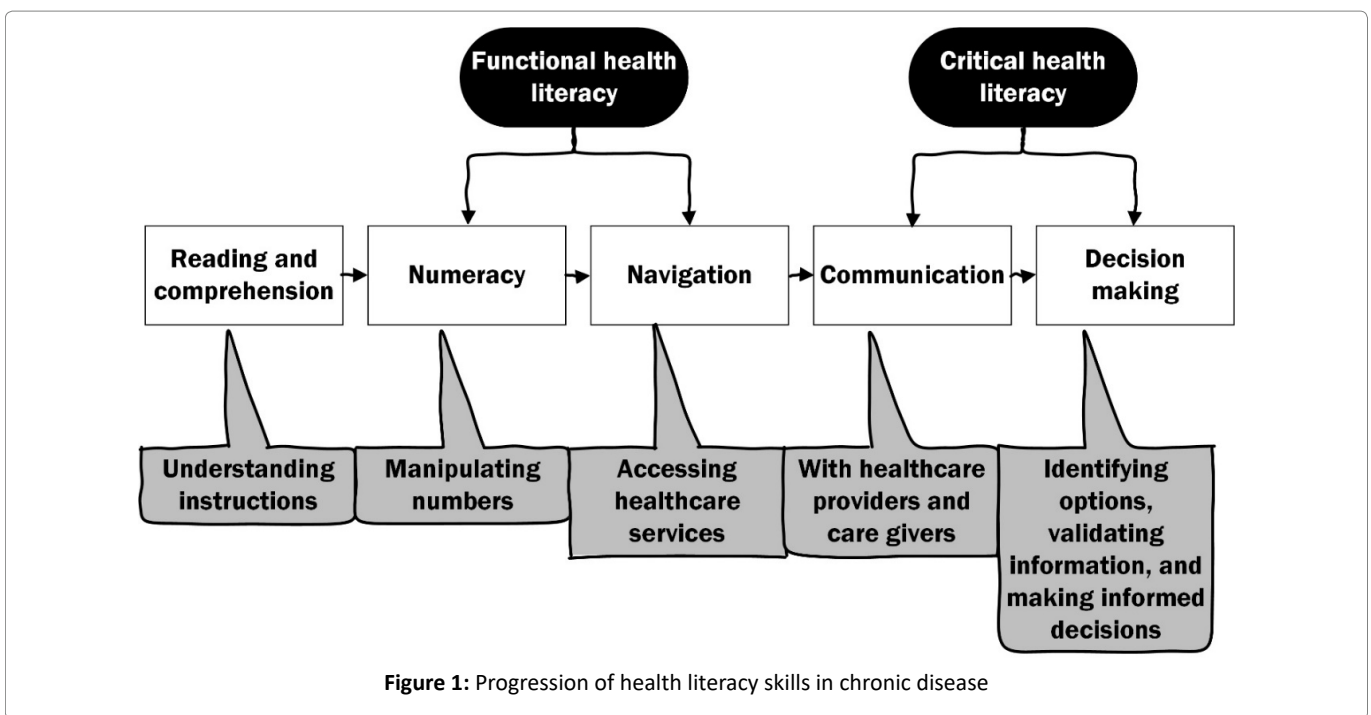 Functional health
literacy
Critical health
literacy
Reading and
comprehension
Numeracy
Navigation
Communication
Decision
making
Understanding
instructions
Manipulating
numbers
Accessing
healthcare
services
With healthcare
providers and
care givers
Identifying
options,
validating
information, and
making informed
decisions
Figure 1: Progression of health literacy skills in chronic disease